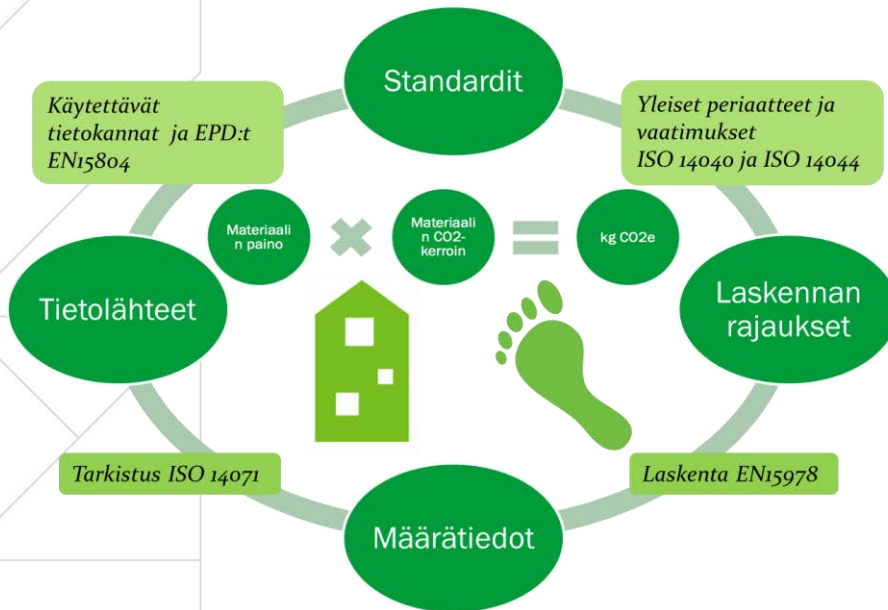 Standardit
Käytettävät
tietokannat ja EPD:t
EN15804
Yleiset periaatteet ja
vaatimukset
ISO 14040 ja ISO 14044
Materiaali
n paino
Materiaali
n CO2-
kerroin
kg CO2e
Tietolähteet
Laskennan
rajaukset
Tarkistus ISO 14071
Laskenta EN15978
Määrätiedot